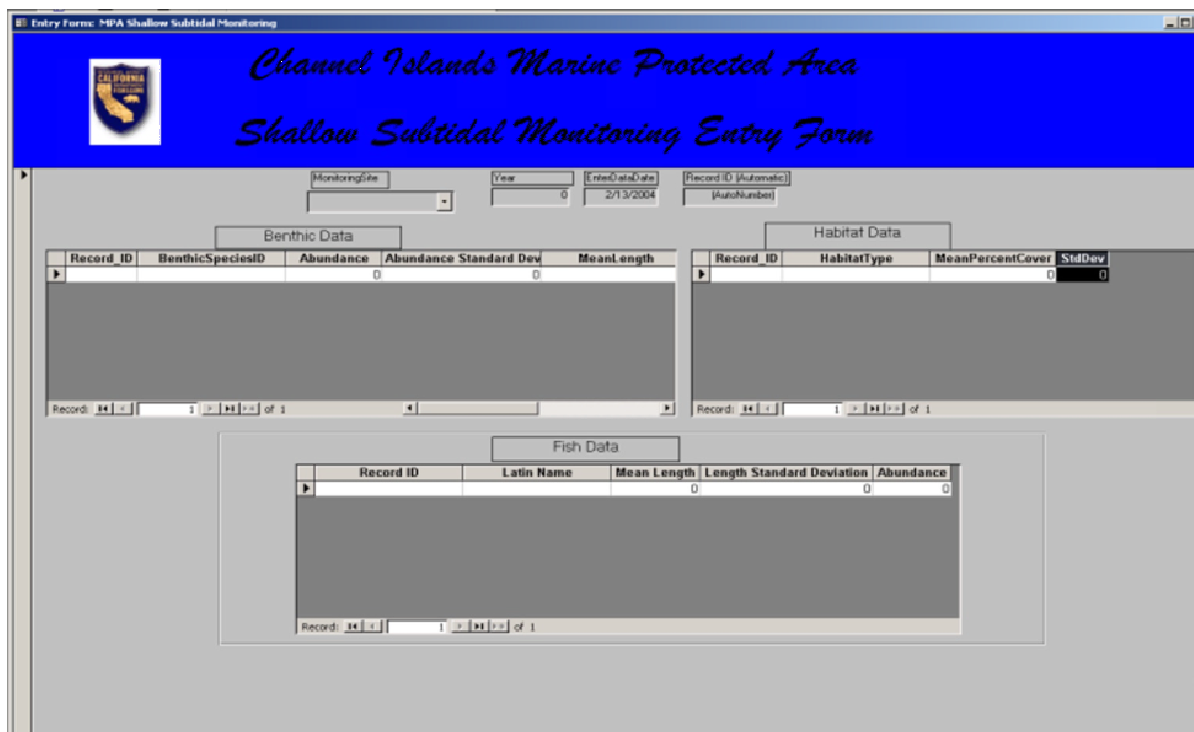 Entry Form: MPA Shallow Subtidal Monitoring
Channel Islands Marine Protected Area
Shallow Subtidal Monitoring Entry Form
CALIFORNIA
MonitoringSite Year EnterDataDate Record ID (Automatic)
0 2/13/2004 (AutoNumber)
Benthic Data
Record_ID BenthicSpeciesID Abundance Abundance Standard Dev MeanLength
0 0
Record: 1 of 1
Habitat Data
Record_ID HabitatType MeanPercentCover StdDev
0 0
Record: 1 of 1
Fish Data
Record ID Latin Name Mean Length Length Standard Deviation Abundance
0 0 0
Record: 1 of 1